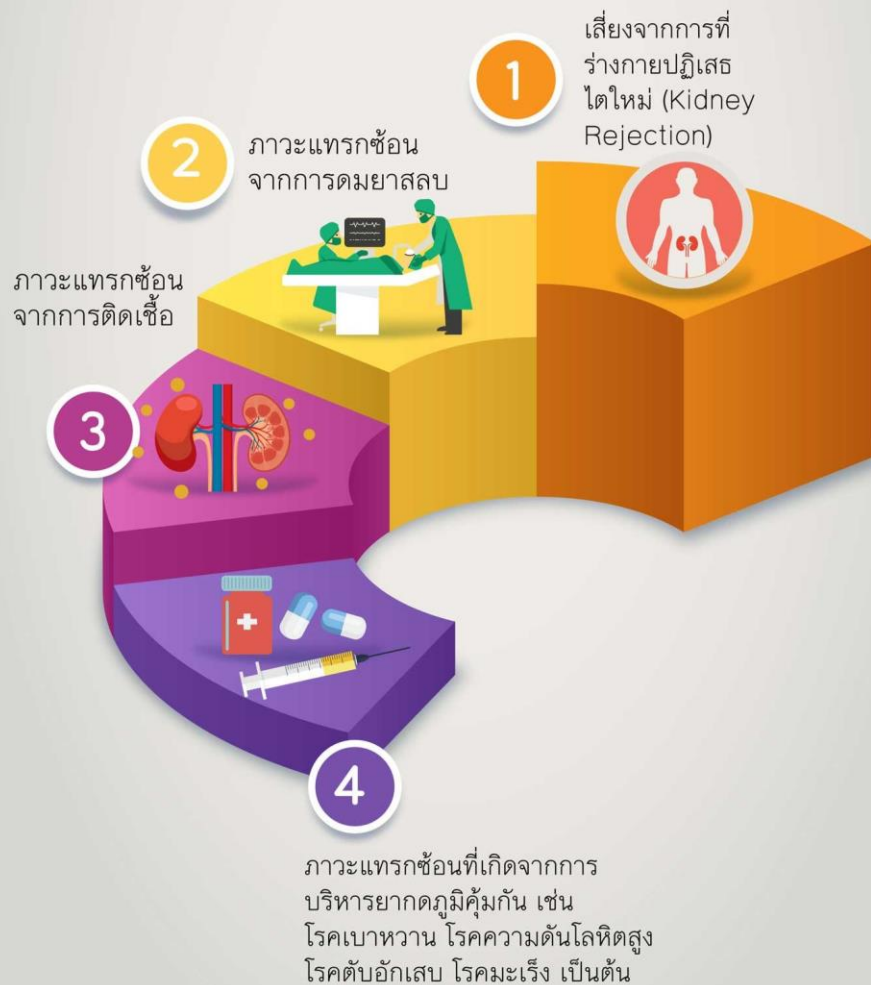 1
เสี่ยงจากการที่
ร่างกายปฏิเสธ
ไตใหม่ (Kidney
Rejection)
2
ภาวะแทรกซ้อน
จากการดมยาสลบ
ภาวะแทรกซ้อน
จากการติดเชื้อ
3
4
ภาวะแทรกซ้อนที่เกิดจากการ
บริหารยากดภูมิคุ้มกัน เช่น
โรคเบาหวาน โรคความดันโลหิตสูง
โรคตับอักเสบ โรคมะเร็ง เป็นต้น